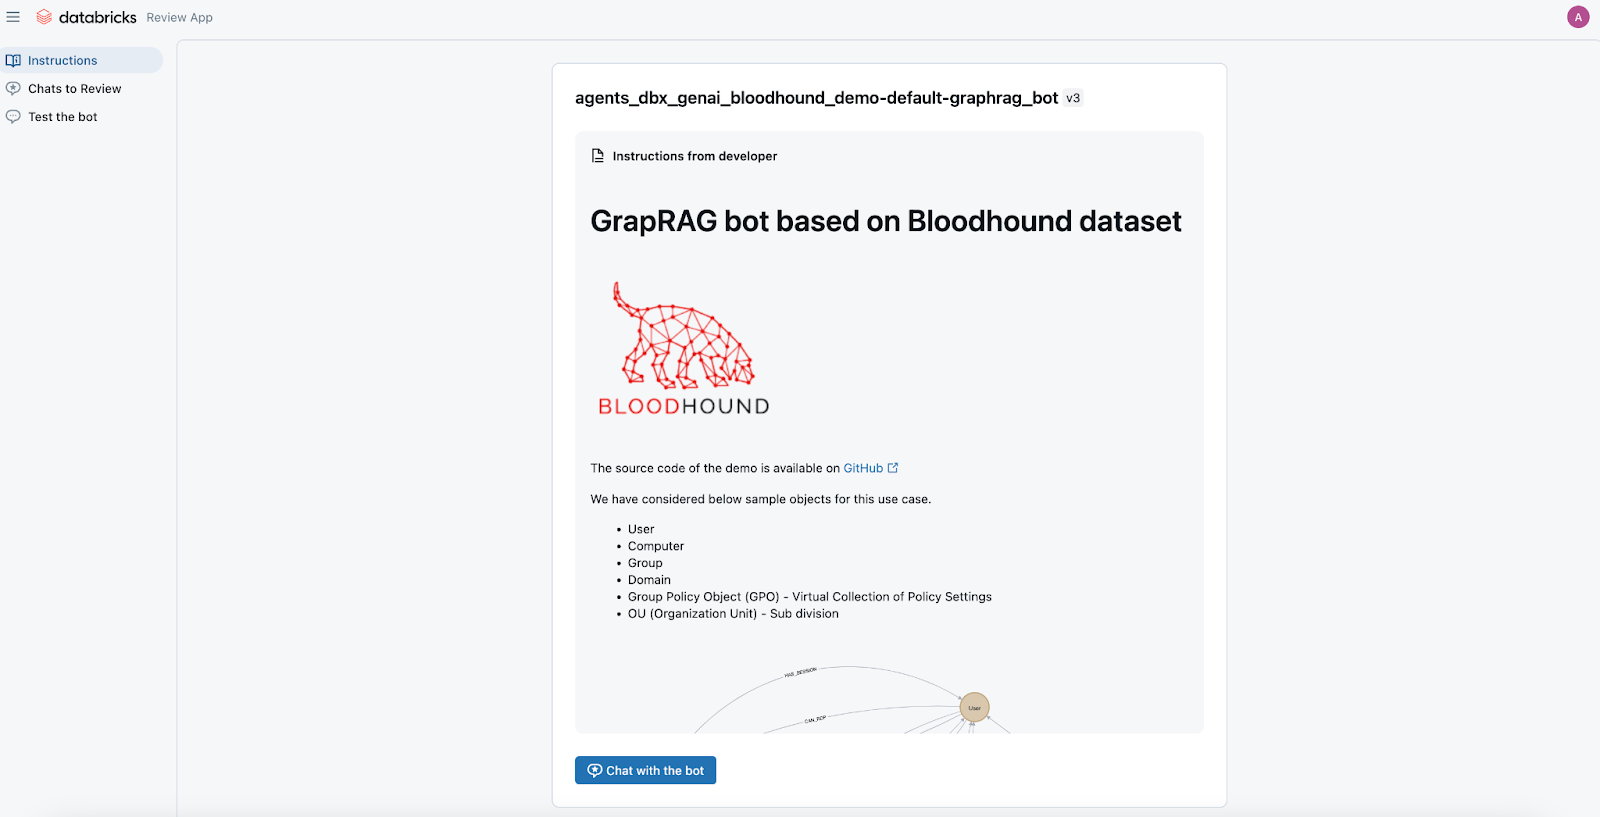 databricks Review App
A
Instructions
Chats to Review
Test the bot
agents_dbx_genai_bloodhound_demo-default-graphrag_bot v3
Instructions from developer
GrapRAG bot based on Bloodhound dataset
BLOODHOUND
The source code of the demo is available on GitHub
We have considered below sample objects for this use case.
• User
• Computer
• Group
• Domain
• Group Policy Object (GPO) - Virtual Collection of Policy Settings
• OU (Organization Unit) - Sub division
HAS_SESSION
User
CAN_RDP
Chat with the bot